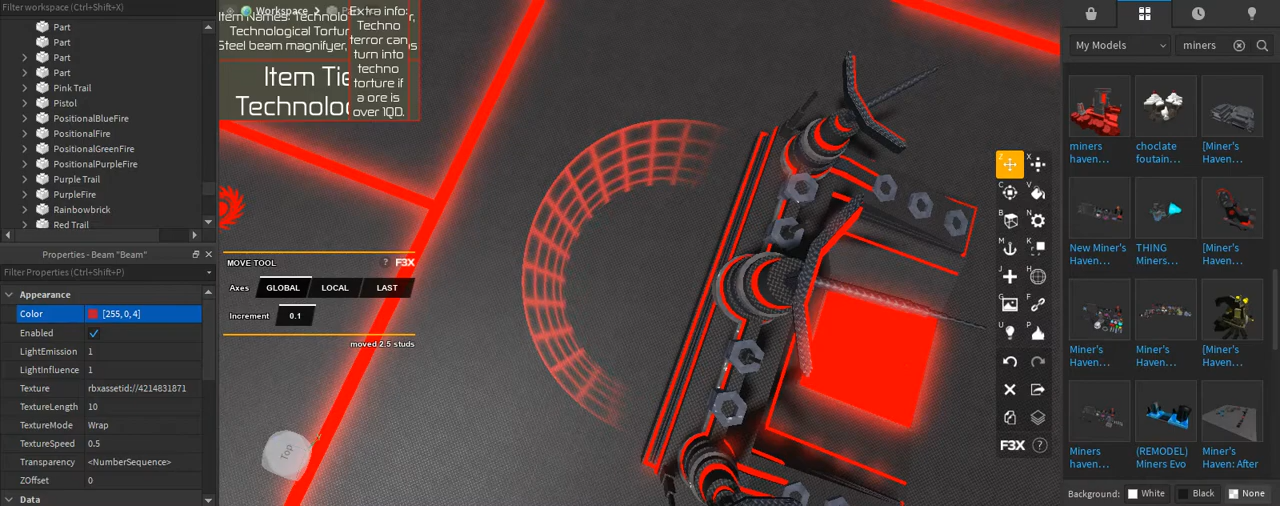 Filter workspace (Ctrl+Shift+X)
Part
Part
Part
Part
Pink Trail
Pistol
PositionalBlueFire
PositionalFire
PositionalGreenFire
PositionalPurpleFire
Purple Trail
PurpleFire
Rainbowbrick
Red Trail
Properties - Beam "Beam"
Filter Properties (Ctrl+Shift+P)
Appearance
Color [255, 0, 4]
Enabled
LightEmission 1
LightInfluence 1
Texture rbxassetid://4214831871
TextureLength 10
TextureMode Wrap
TextureSpeed 0.5
Transparency <NumberSequence>
ZOffset 0
Data
Workspace
Item Names:
Technological
Steel beam magnifyer,
Item
Extra info:
Techno
terror can
turn into
techno
torture if
a ore is
over 1QD.
MOVE TOOL ? F3X
Axes GLOBAL LOCAL LAST
Increment 0.1
moved 2.5 studs
Top
Z X
C V
B N
M K
J H
G F
U P
F3X ?
My Models miners
miners
haven...
choclate
foutain...
[Miner's
Haven...
New Miner's
Haven...
THING
Miners...
[Miner's
Haven...
Miner's
Haven...
Miner's
Haven...
[Miner's
Haven...
Miners
haven...
(REMODEL)
Miners Evo
Miner's
Haven: After
Background: White Black None